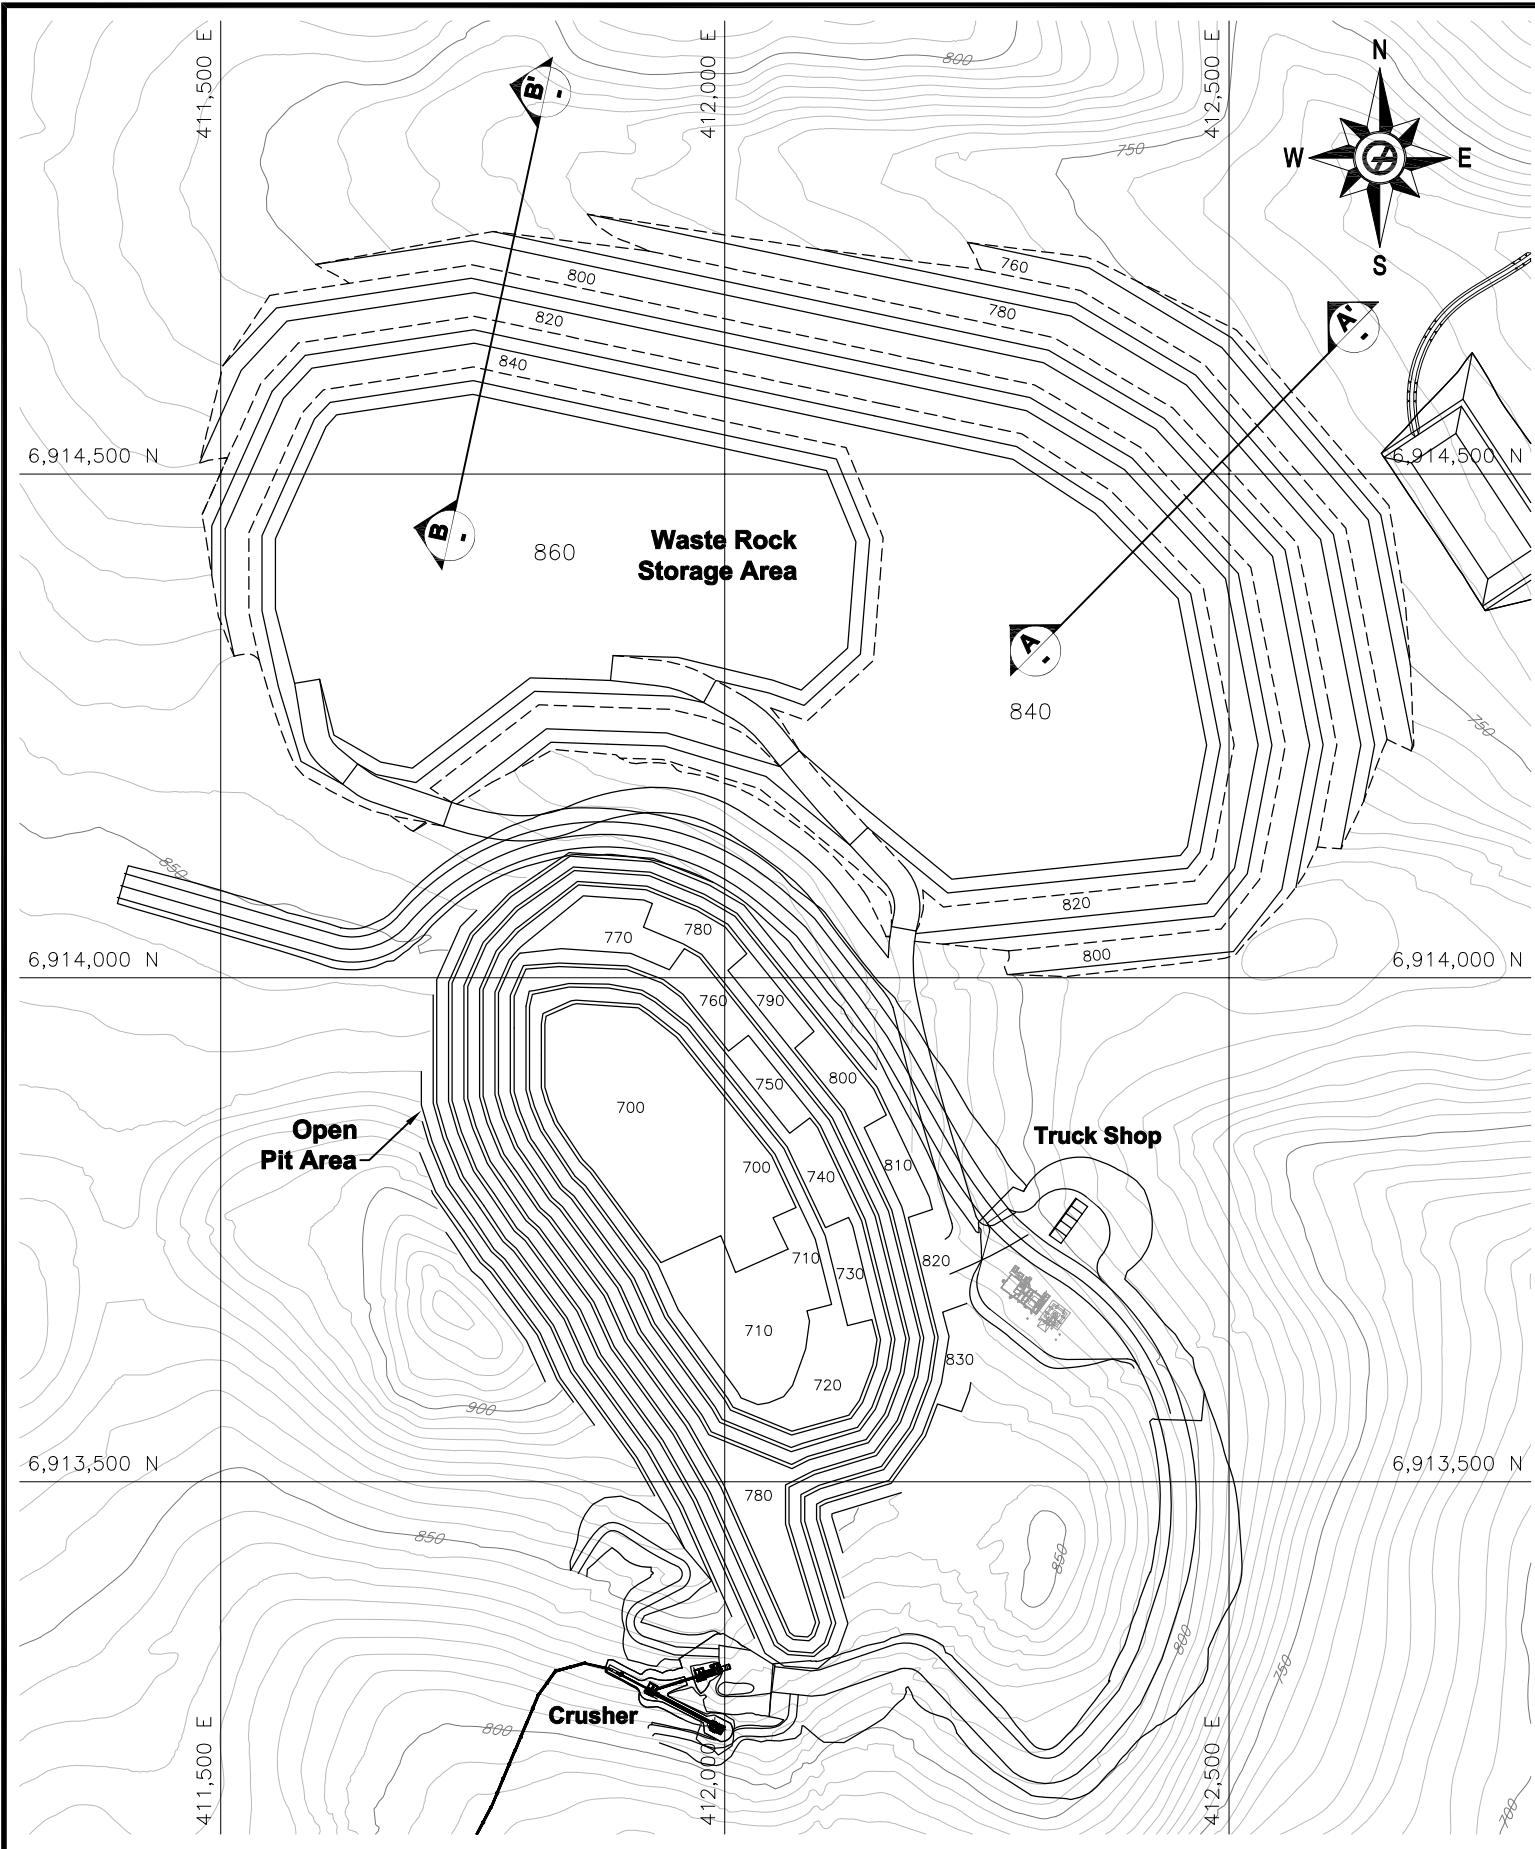 411,500 E
412,000 E
412,500 E
N
W
E
S
B'
-
800
750
760
780
800
820
840
A'
-
6,914,500 N
6,914,500 N
B
-
860
Waste Rock
Storage Area
A
-
840
750
850
820
800
6,914,000 N
6,914,000 N
770
780
760
790
750
800
700
Open
Pit Area
Truck Shop
700
740
810
710
730
820
710
720
830
900
6,913,500 N
6,913,500 N
780
850
850
800
750
Crusher
800
700
411,500 E
412,000 E
412,500 E